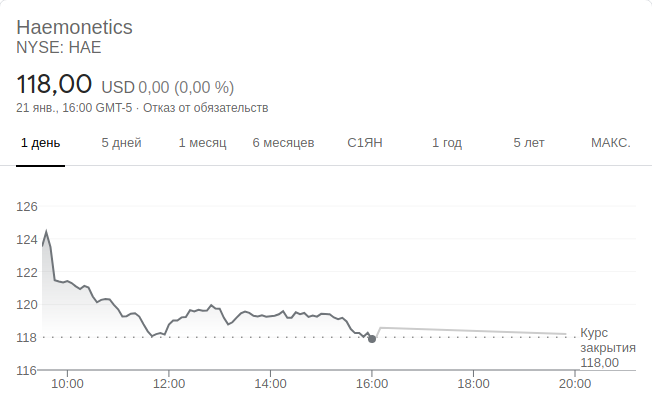 Haemonetics
NYSE: HAE
118,00 USD 0,00 (0,00 %)
21 янв., 16:00 GMT-5 · Отказ от обязательств
1 день 5 дней 1 месяц 6 месяцев С1ЯН 1 год 5 лет МАКС.
126
124
122
120
118
116
Курс
закрытия
118,00
10:00 12:00 14:00 16:00 18:00 20:00